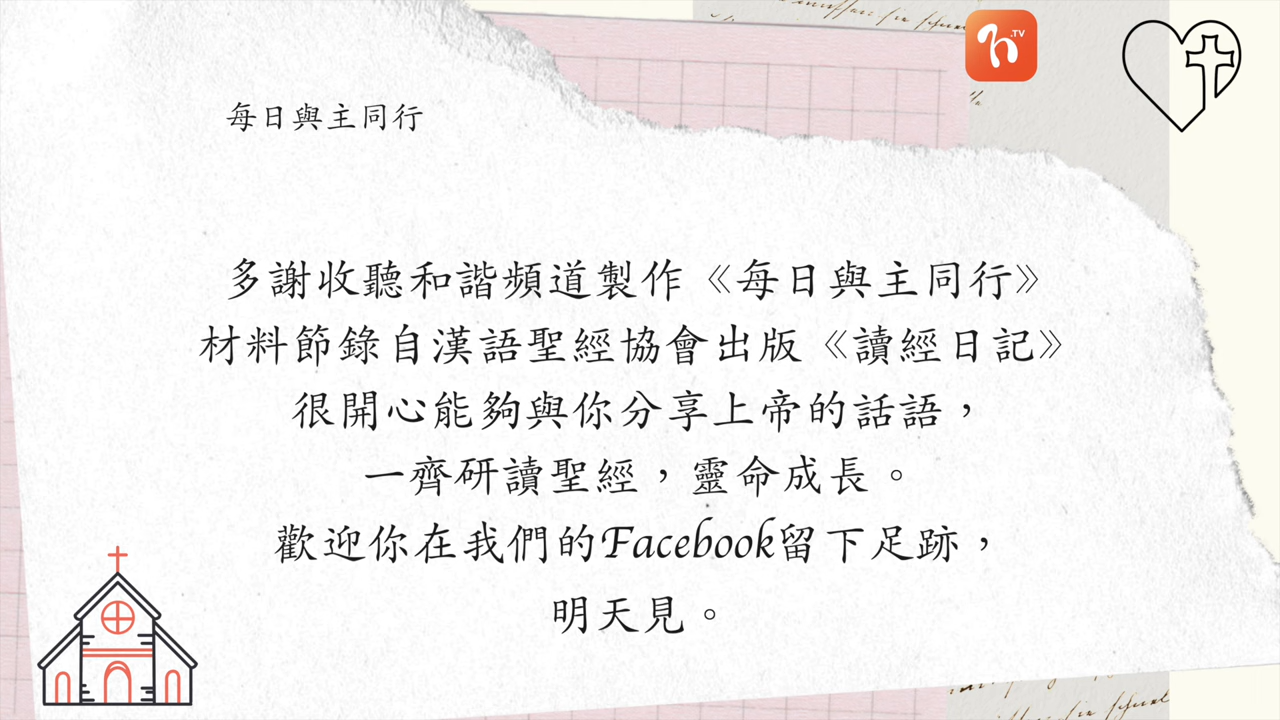 每日與主同行
h.TV
多謝收聽和諧頻道製作《每日與主同行》
材料節錄自漢語聖經協會出版《讀經日記》
很開心能夠與你分享上帝的話語，
一齊研讀聖經，靈命成長。
歡迎你在我們的Facebook留下足跡，
明天見。